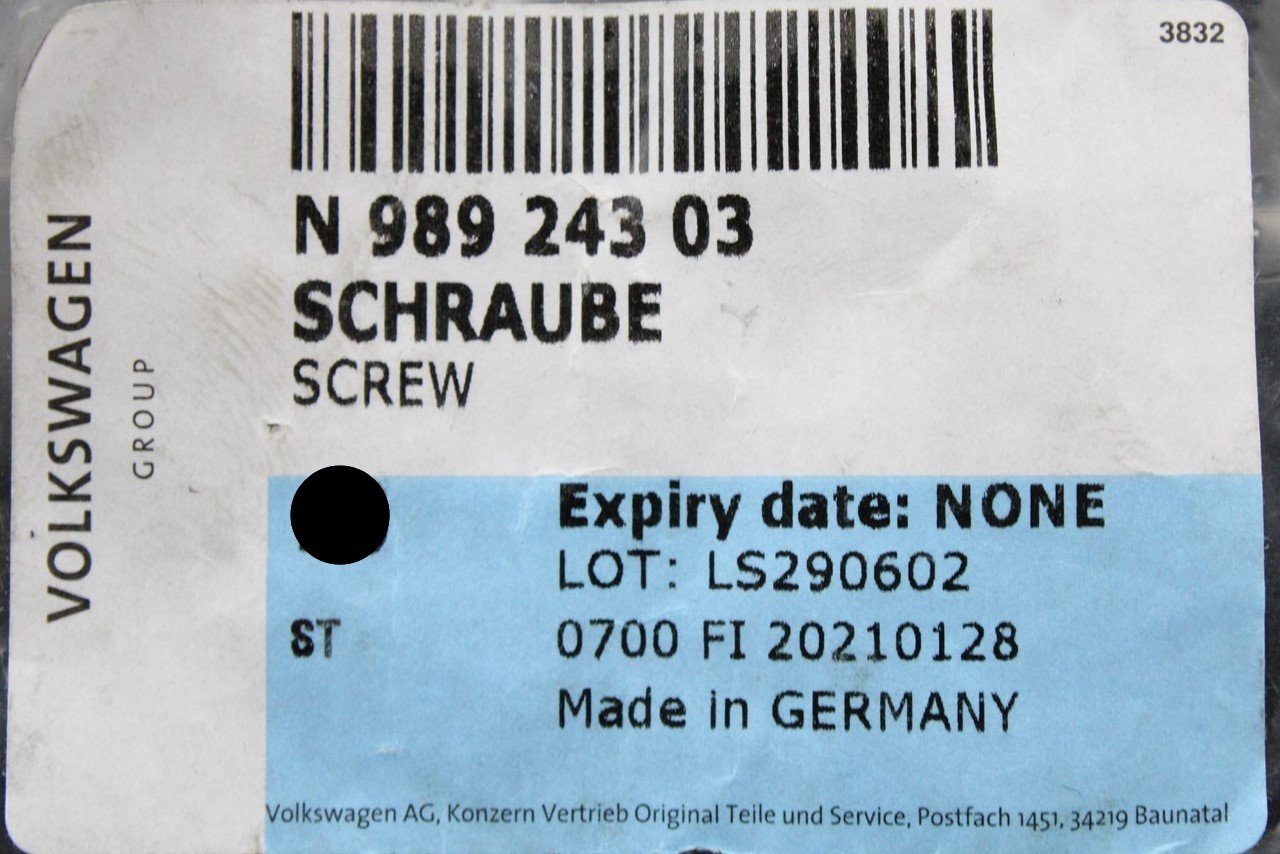 3832
N 989 243 03
SCHRAUBE
SCREW
VOLKSWAGEN
GROUP
Expiry date: NONE
LOT: LS290602
ST
0700 FI 20210128
Made in GERMANY
Volkswagen AG, Konzern Vertrieb Original Teile und Service, Postfach 1451, 34219 Baunatal